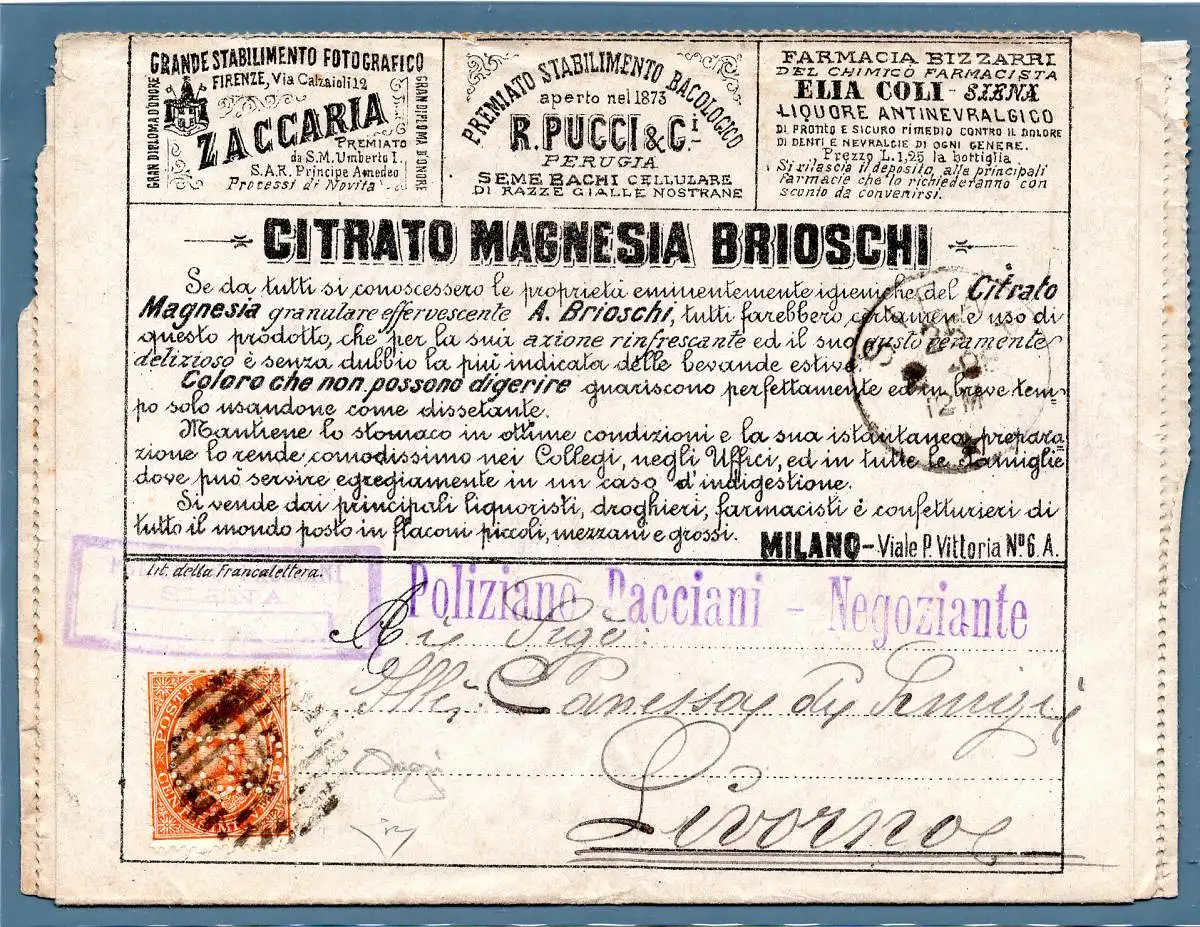 GRANDE STABILIMENTO FOTOGRAFICO
FIRENZE, Via Calzaioli 12
GRAN DIPLOMA D'ONORE
ZACCARIA
GRAN DIPLOMA D'ONORE
PREMIATO
da S.M. Umberto I.
S.A.R. Principe Amedeo
Processi di Novita
PREMIATO STABILIMENTO BACOLOGICO
aperto nel 1873
R. PUCCI & C.i
PERUGIA
SEME BACHI CELLULARE
DI RAZZE GIALLE NOSTRANE
FARMACIA BIZZARRI
DEL CHIMICO FARMACISTA
ELIA COLI - SIENA
LIQUORE ANTINEVRALGICO
DI PRONTO E SICURO RIMEDIO CONTRO IL DOLORE
DI DENTI E NEVRALGIE DI OGNI GENERE.
Prezzo L. 1,25 la bottiglia
Si rilascia il deposito, alle principali
Farmacie che lo richiederanno con
sconto da convenirsi.
CITRATO MAGNESIA BRIOSCHI
Se da tutti si conoscessero le proprietà eminentemente igieniche del Citrato
Magnesia granulare effervescente A. Brioschi, tutti farebbero certamente uso di
questo prodotto, che per la sua azione rinfrescante ed il suo gusto veramente
delizioso è senza dubbio la più indicata delle bevande estive.
Coloro che non possono digerire guariscono perfettamente ed in breve tem-
po solo usandone come dissetante.
Mantiene lo stomaco in ottime condizioni e la sua istantanea prepara-
zione lo rende comodissimo nei Collegi, negli Uffici, ed in tutte le famiglie
dove può servire egregiamente in un caso d'indigestione.
Si vende dai principali liquoristi, droghieri, farmacisti è confetturieri di
tutto il mondo posto in flaconi piccoli, mezzani e grossi.
MILANO - Viale P. Vittoria No 6. A.
22
12 M
Lit. della Francalettera.
Poliziano Pacciani - Negoziante
Alli
Livorno
POSTE